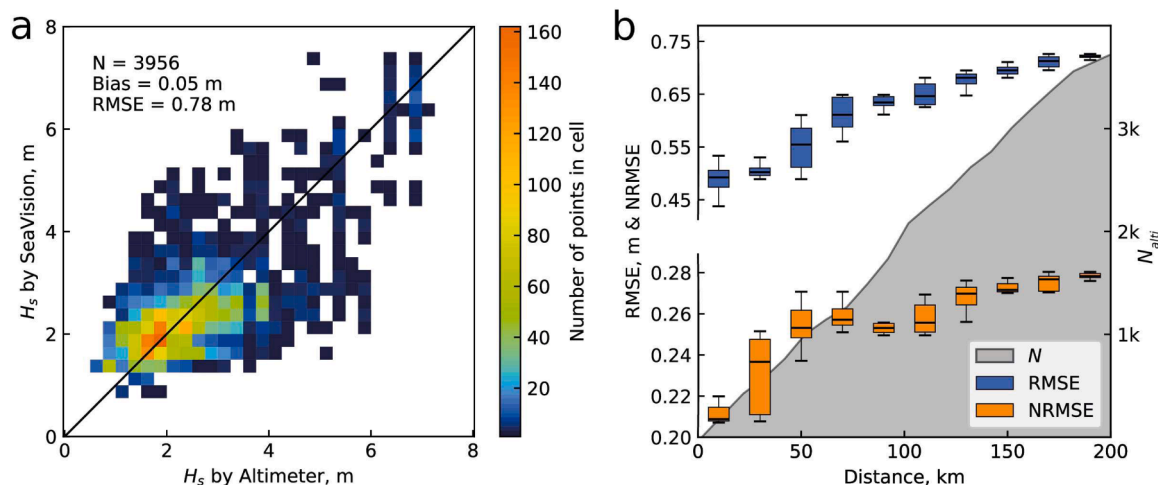 a
N = 3956
Bias = 0.05 m
RMSE = 0.78 m
8
6
4
2
0
0
2
4
6
8
Hs by SeaVision, m
Hs by Altimeter, m
160
140
120
100
80
60
40
20
Number of points in cell
b
0.75
0.65
0.55
0.45
0.28
0.26
0.24
0.22
0.20
RMSE, m & NRMSE
0
50
100
150
200
Distance, km
3k
2k
1k
Nalti
N
RMSE
NRMSE